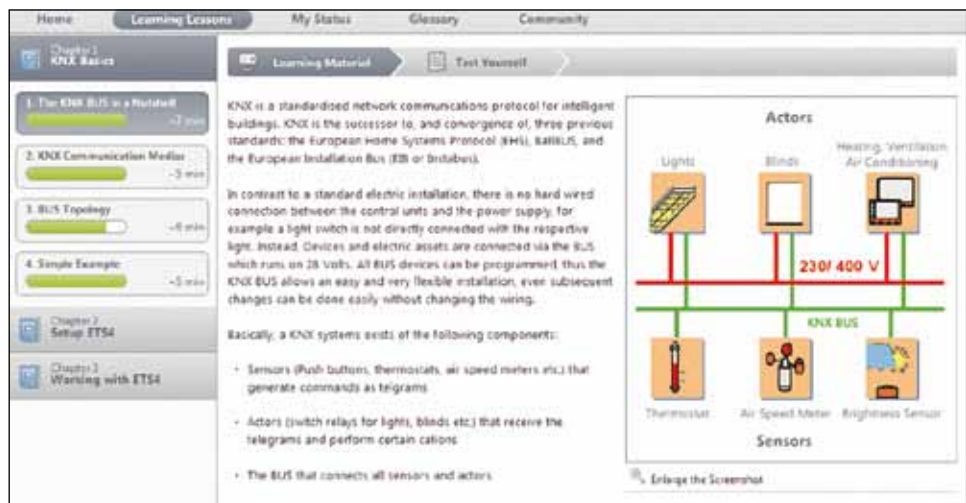 Home Learning Lessons My Status Glossary Community
Chapter 1
KNX Basics
1. The KNX BUS in a Nutshell
~7 min
2. KNX Communication Medias
~5 min
3. BUS Topology
~6 min
4. Simple Example
~5 min
Chapter 2
Setup ETS4
Chapter 3
Working with ETS4
Learning Material Test Yourself
KNX is a standardised network communications protocol for intelligent
buildings. KNX is the successor to, and convergence of, three previous
standards: the European Home Systems Protocol (EHS), BatiBUS, and
the European Installation Bus (EIB or Instabus).
In contrast to a standard electric installation, there is no hard wired
connection between the control units and the power supply, for
example a light switch is not directly connected with the respective
light. Instead, Devices and electric assets are connected via the BUS
which runs on 28 Volts. All BUS devices can be programmed, thus the
KNX BUS allows an easy and very flexible installation, even subsequent
changes can be done easily without changing the wiring.
Basically, a KNX systems exists of the following components:
· Sensors (Push buttons, thermostats, air speed meters etc.) that
generate commands as telgrams
· Actors (switch relays for lights, blinds etc.) that receive the
telegrams and perform certain cations
· The BUS that connects all sensors and actors
Actors
Lights Blinds Heating, Ventilation
Air Conditioning
230/ 400 V
KNX BUS
Thermostat Air Speed Meter Brightness Sensor
Sensors
Enlarge the Screenshot